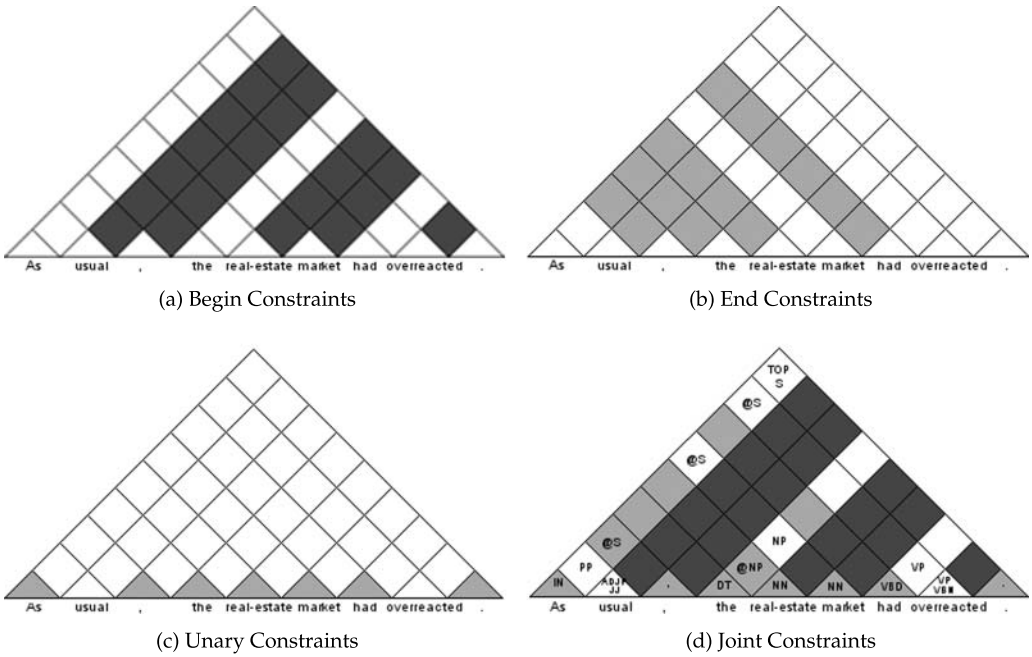 As usual , the real-estate market had overreacted .
As usual , the real-estate market had overreacted .
(a) Begin Constraints
(b) End Constraints
TOP
S
@S
@S
@S
PP
NP
@NP
VP
IN
ADJP
JJ
,
DT
NN
NN
VBD
VP
VBN
.
As usual , the real-estate market had overreacted .
As usual , the real-estate market had overreacted .
(c) Unary Constraints
(d) Joint Constraints